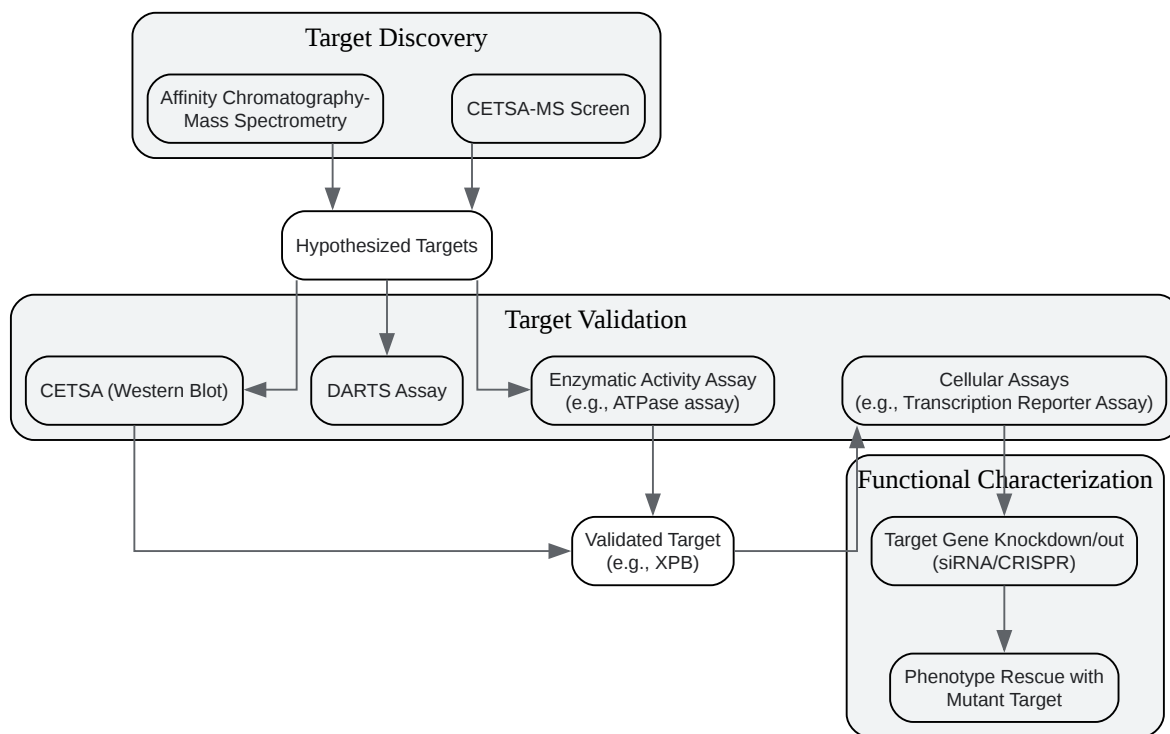 Target Discovery
Affinity Chromatography-
Mass Spectrometry
CETSA-MS Screen
Hypothesized Targets
Target Validation
CETSA (Western Blot)
DARTS Assay
Enzymatic Activity Assay
(e.g., ATPase assay)
Cellular Assays
(e.g., Transcription Reporter Assay)
Functional Characterization
Validated Target
(e.g., XPB)
Target Gene Knockdown/out
(siRNA/CRISPR)
Phenotype Rescue with
Mutant Target